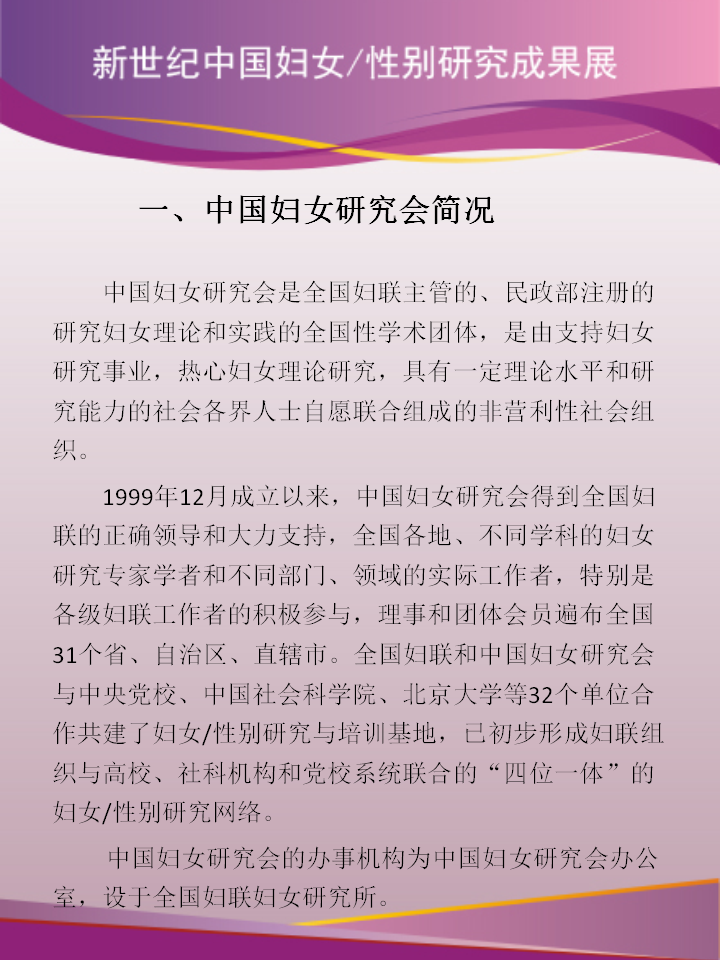 新世纪中国妇女/性别研究成果展
一、中国妇女研究会简况
中国妇女研究会是全国妇联主管的、民政部注册的
研究妇女理论和实践的全国性学术团体，是由支持妇女
研究事业，热心妇女理论研究，具有一定理论水平和研
究能力的社会各界人士自愿联合组成的非营利性社会组
织。
1999年12月成立以来，中国妇女研究会得到全国妇
联的正确领导和大力支持，全国各地、不同学科的妇女
研究专家学者和不同部门、领域的实际工作者，特别是
各级妇联工作者的积极参与，理事和团体会员遍布全国
31个省、自治区、直辖市。全国妇联和中国妇女研究会
与中央党校、中国社会科学院、北京大学等32个单位合
作共建了妇女/性别研究与培训基地，已初步形成妇联组
织与高校、社科机构和党校系统联合的“四位一体”的
妇女/性别研究网络。
中国妇女研究会的办事机构为中国妇女研究会办公
室，设于全国妇联妇女研究所。